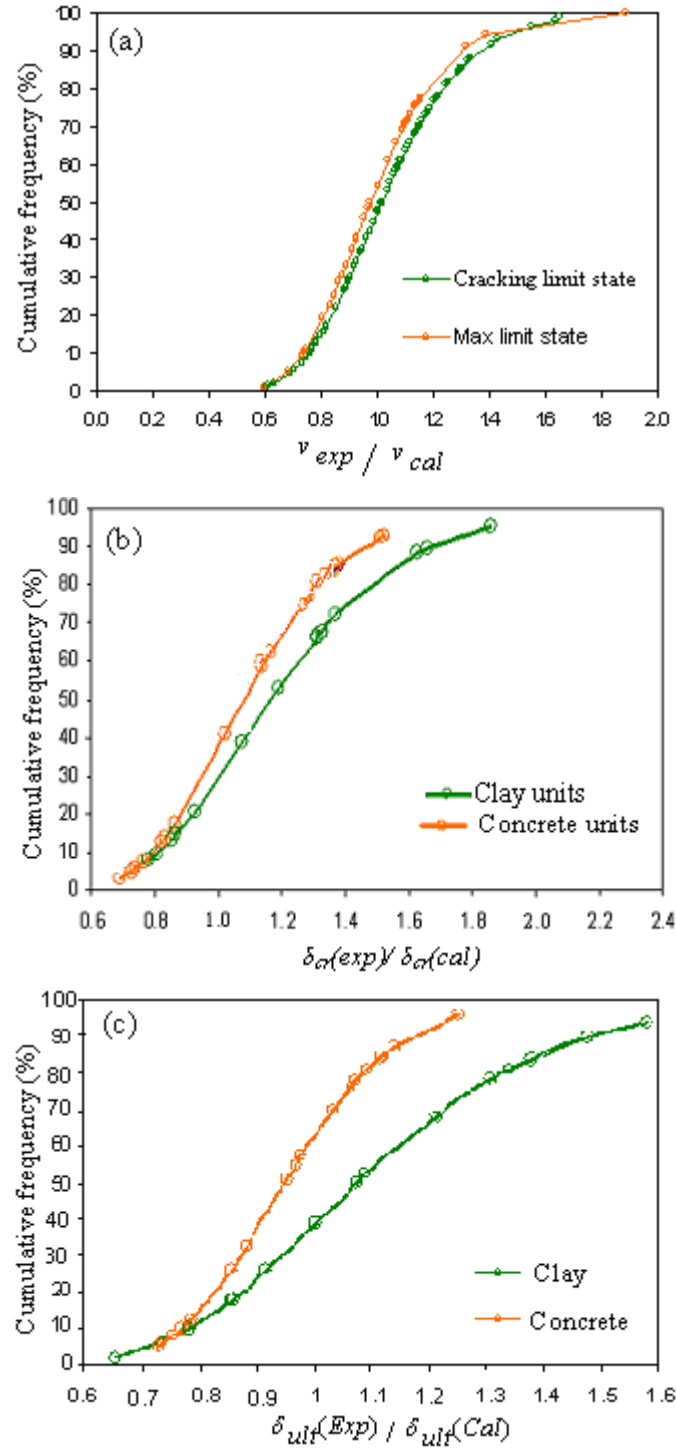 (a)
Cumulative frequency (%)
100
90
80
70
60
50
40
30
20
10
0
Cracking limit state
Max limit state
0.0 0.2 0.4 0.6 0.8 1.0 1.2 1.4 1.6 1.8 2.0
v exp / v cal
(b)
Cumulative frequency (%)
100
90
80
70
60
50
40
30
20
10
0
Clay units
Concrete units
0.6 0.8 1.0 1.2 1.4 1.6 1.8 2.0 2.2 2.4
δcr(exp)/ δcr(cal)
(c)
Cumulative frequency (%)
100
90
80
70
60
50
40
30
20
10
0
Clay
Concrete
0.6 0.7 0.8 0.9 1 1.1 1.2 1.3 1.4 1.5 1.6
δult(Exp) / δult(Cal)